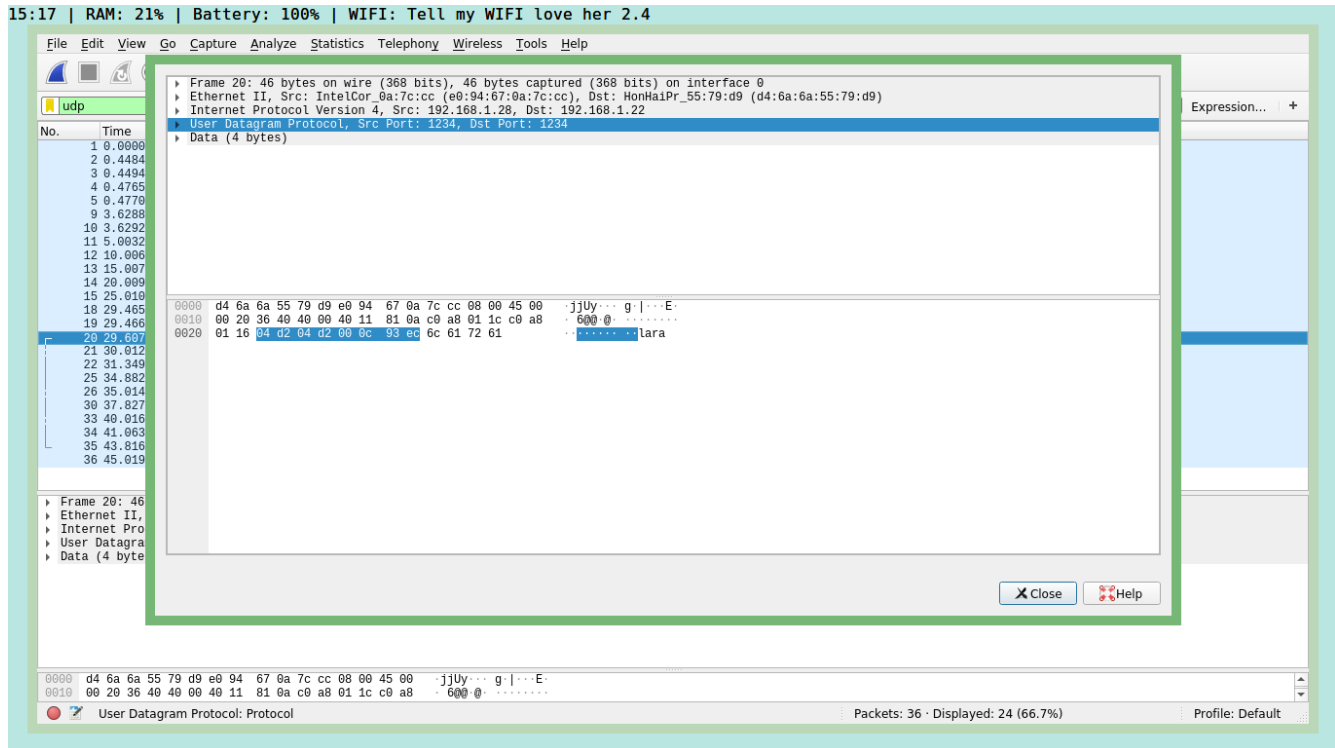 15:17 | RAM: 21% | Battery: 100% | WIFI: Tell my WIFI love her 2.4
File Edit View Go Capture Analyze Statistics Telephony Wireless Tools Help
udp
Expression... +
No. Time
1 0.0000
2 0.4484
3 0.4494
4 0.4765
5 0.4770
9 3.6288
10 3.6292
11 5.0032
12 10.006
13 15.007
14 20.009
15 25.010
18 29.465
19 29.466
20 29.607
21 30.012
22 31.349
25 34.882
26 35.014
30 37.827
33 40.016
34 41.063
35 43.816
36 45.019
Frame 20: 46 bytes on wire (368 bits), 46 bytes captured (368 bits) on interface 0
Ethernet II, Src: IntelCor_0a:7c:cc (e0:94:67:0a:7c:cc), Dst: HonHaiPr_55:79:d9 (d4:6a:6a:55:79:d9)
Internet Protocol Version 4, Src: 192.168.1.28, Dst: 192.168.1.22
User Datagram Protocol, Src Port: 1234, Dst Port: 1234
Data (4 bytes)
0000 d4 6a 6a 55 79 d9 e0 94 67 0a 7c cc 08 00 45 00 ·jjUy··· g·|···E·
0010 00 20 36 40 40 00 40 11 81 0a c0 a8 01 1c c0 a8 · 6@@·@· ········
0020 01 16 04 d2 04 d2 00 0c 93 ec 6c 61 72 61 ········ ··lara
Close Help
Frame 20: 46
Ethernet II,
Internet Pro
User Datagra
Data (4 byte
0000 d4 6a 6a 55 79 d9 e0 94 67 0a 7c cc 08 00 45 00 ·jjUy··· g·|···E·
0010 00 20 36 40 40 00 40 11 81 0a c0 a8 01 1c c0 a8 · 6@@·@· ········
User Datagram Protocol: Protocol Packets: 36 · Displayed: 24 (66.7%) Profile: Default